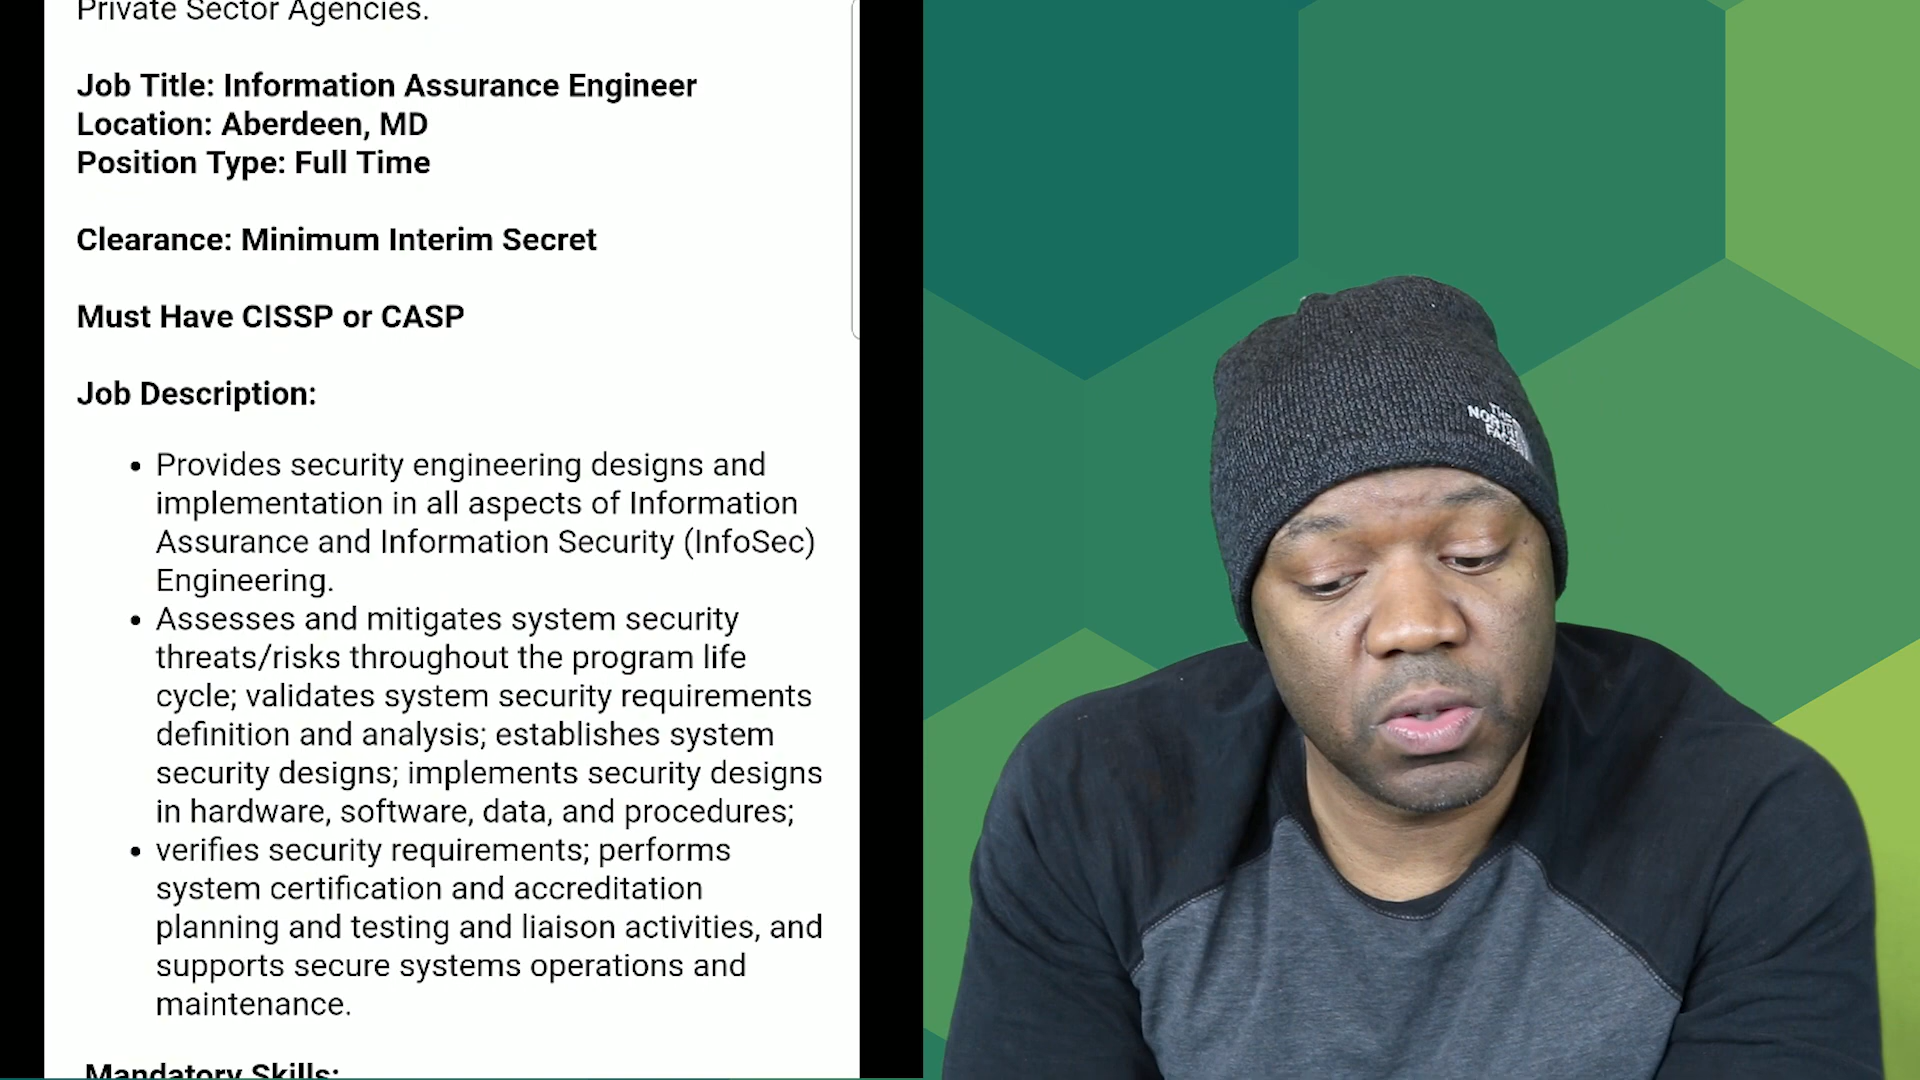 Private Sector Agencies.
Job Title: Information Assurance Engineer
Location: Aberdeen, MD
Position Type: Full Time
Clearance: Minimum Interim Secret
Must Have CISSP or CASP
Job Description:
• Provides security engineering designs and
implementation in all aspects of Information
Assurance and Information Security (InfoSec)
Engineering.
• Assesses and mitigates system security
threats/risks throughout the program life
cycle; validates system security requirements
definition and analysis; establishes system
security designs; implements security designs
in hardware, software, data, and procedures;
• verifies security requirements; performs
system certification and accreditation
planning and testing and liaison activities, and
supports secure systems operations and
maintenance.
Mandatory Skills:
THE
NORTH
FACE